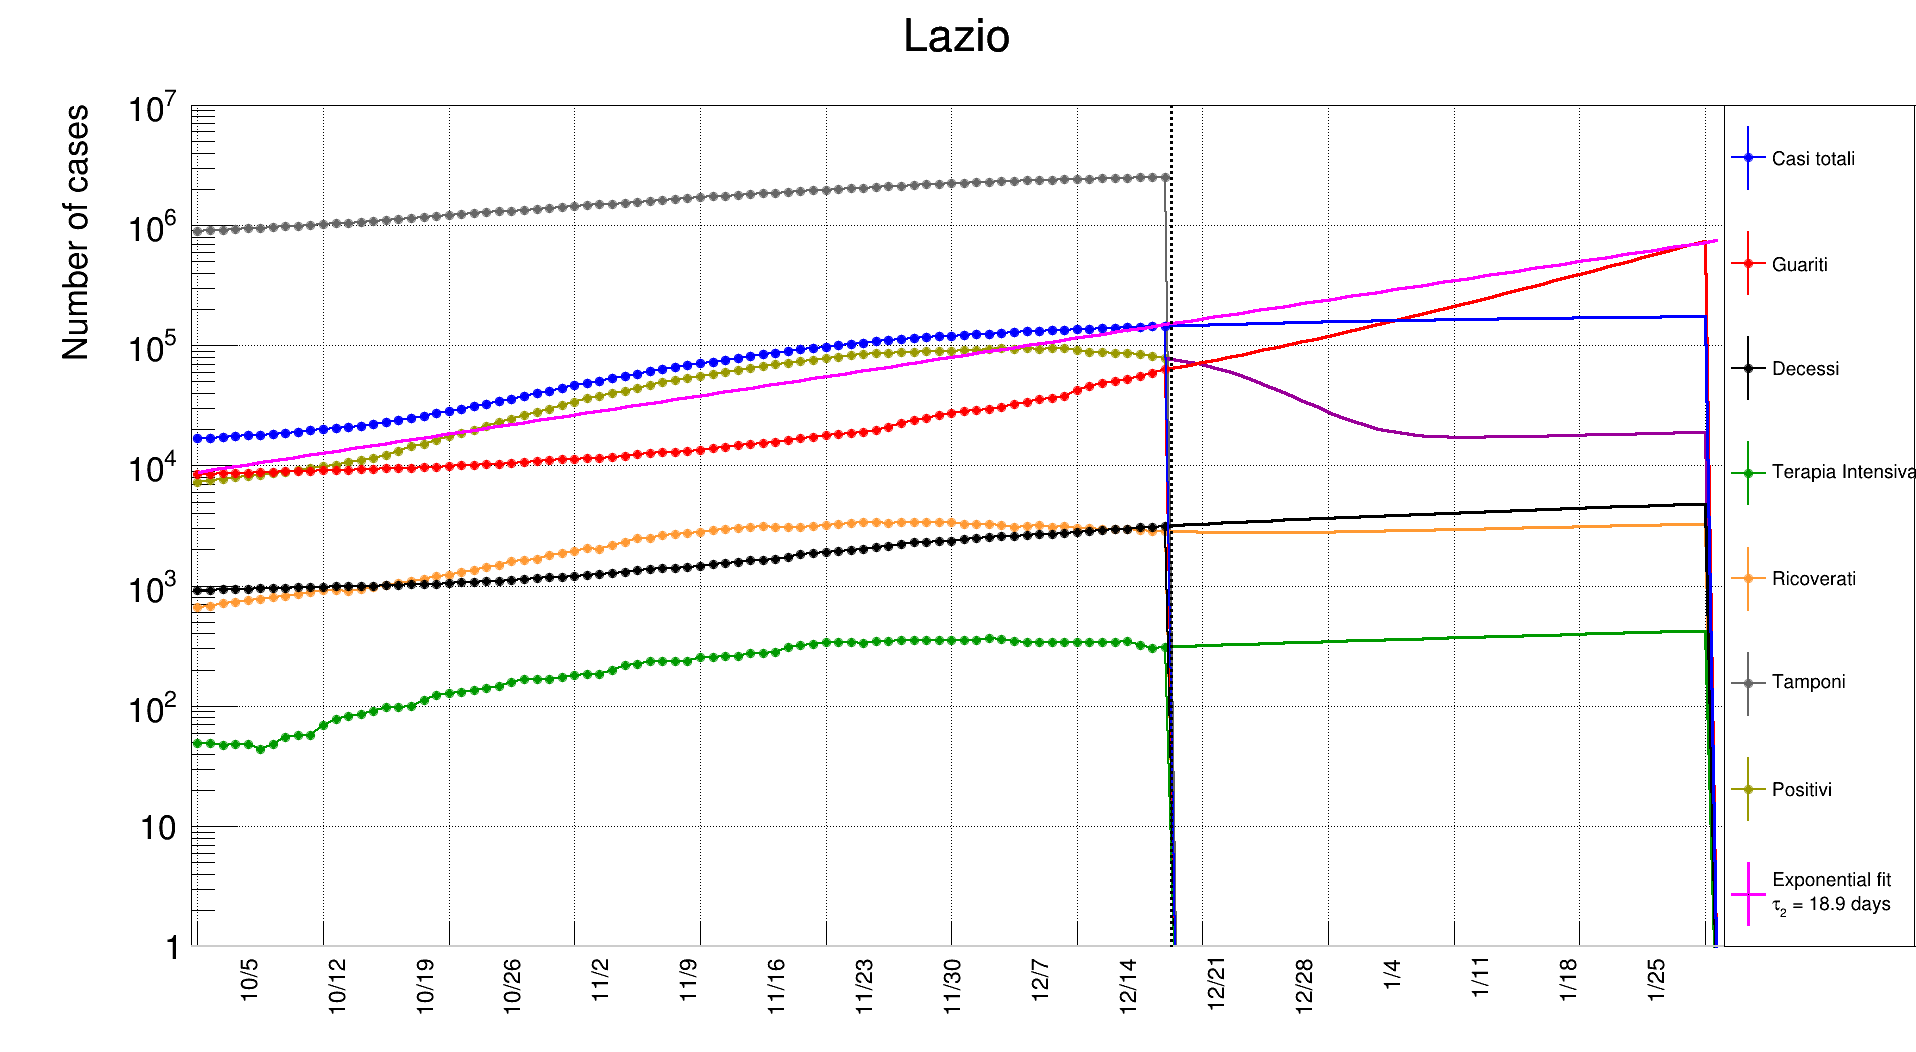 Lazio
Number of cases
10^7
10^6
10^5
10^4
10^3
10^2
10
1
10/5 10/12 10/19 10/26 11/2 11/9 11/16 11/23 11/30 12/7 12/14 12/21 12/28 1/4 1/11 1/18 1/25
Casi totali
Guariti
Decessi
Terapia Intensiva
Ricoverati
Tamponi
Positivi
Exponential fit
τ_2 = 18.9 days